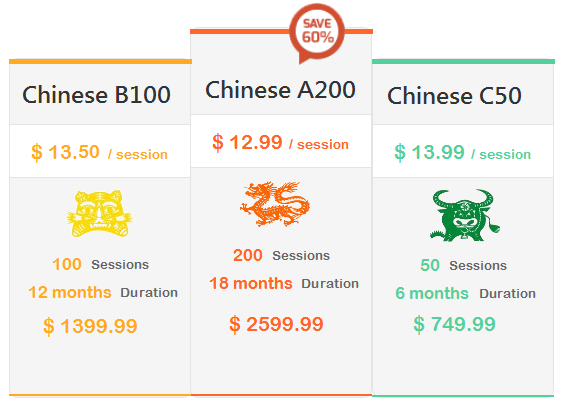 Chinese B100
$ 13.50 / session
100 Sessions
12 months Duration
$ 1399.99
SAVE
60%
Chinese A200
$ 12.99 / session
200 Sessions
18 months Duration
$ 2599.99
Chinese C50
$ 13.99 / session
50 Sessions
6 months Duration
$ 749.99